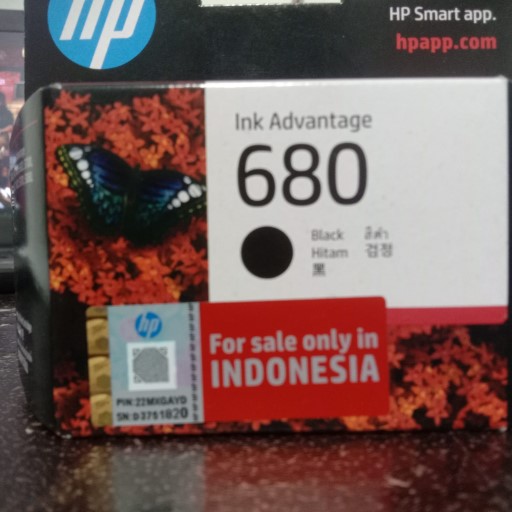 hp
HP Smart app.
hpapp.com
Ink Advantage
680
Black สีดำ
Hitam 검정
黑
hp
For sale only in
INDONESIA
PIN:22MXGAYD
SN:03751820